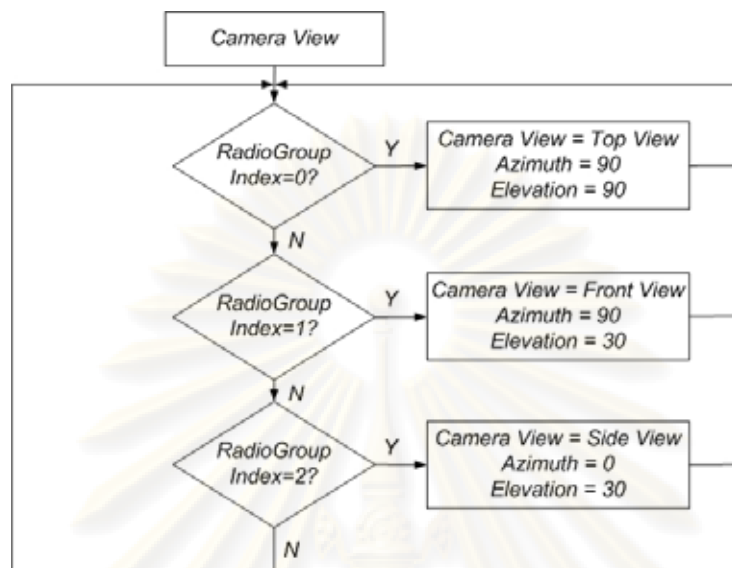 Camera View
RadioGroup
Index=0?
Y
Camera View = Top View
Azimuth = 90
Elevation = 90
N
RadioGroup
Index=1?
Y
Camera View = Front View
Azimuth = 90
Elevation = 30
N
RadioGroup
Index=2?
Y
Camera View = Side View
Azimuth = 0
Elevation = 30
N